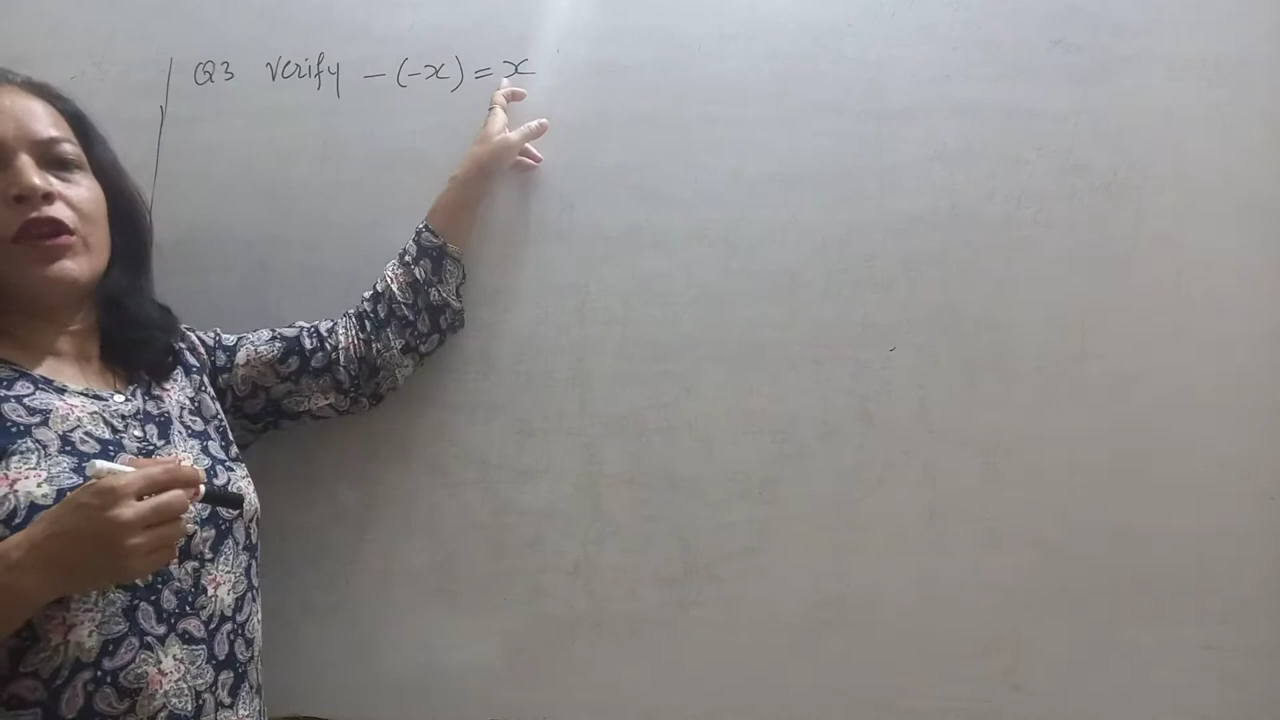 Q3 Verify - (-x) = x